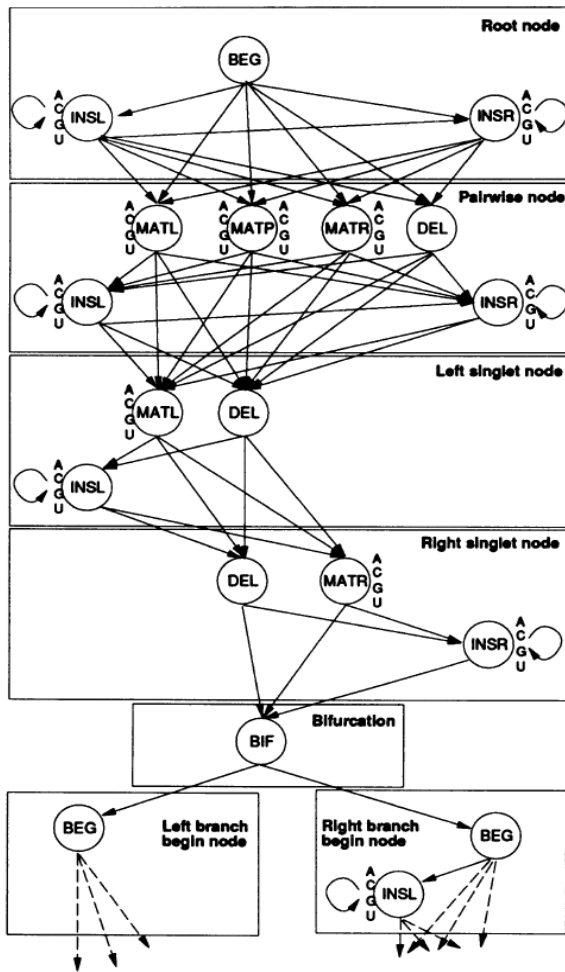 Root node
BEG
A
C
G
U
INSL
INSR
A
C
G
U
Pairwise node
A
C
G
U
MATL
A
C
G
U
MATP
A
C
G
U
MATR
A
C
G
U
DEL
A
C
G
U
INSL
INSR
A
C
G
U
Left singlet node
A
C
G
U
MATL
DEL
A
C
G
U
INSL
Right singlet node
DEL
MATR
A
C
G
U
INSR
A
C
G
U
Bifurcation
BIF
BEG
Left branch
begin node
Right branch
begin node
BEG
A
C
G
U
INSL